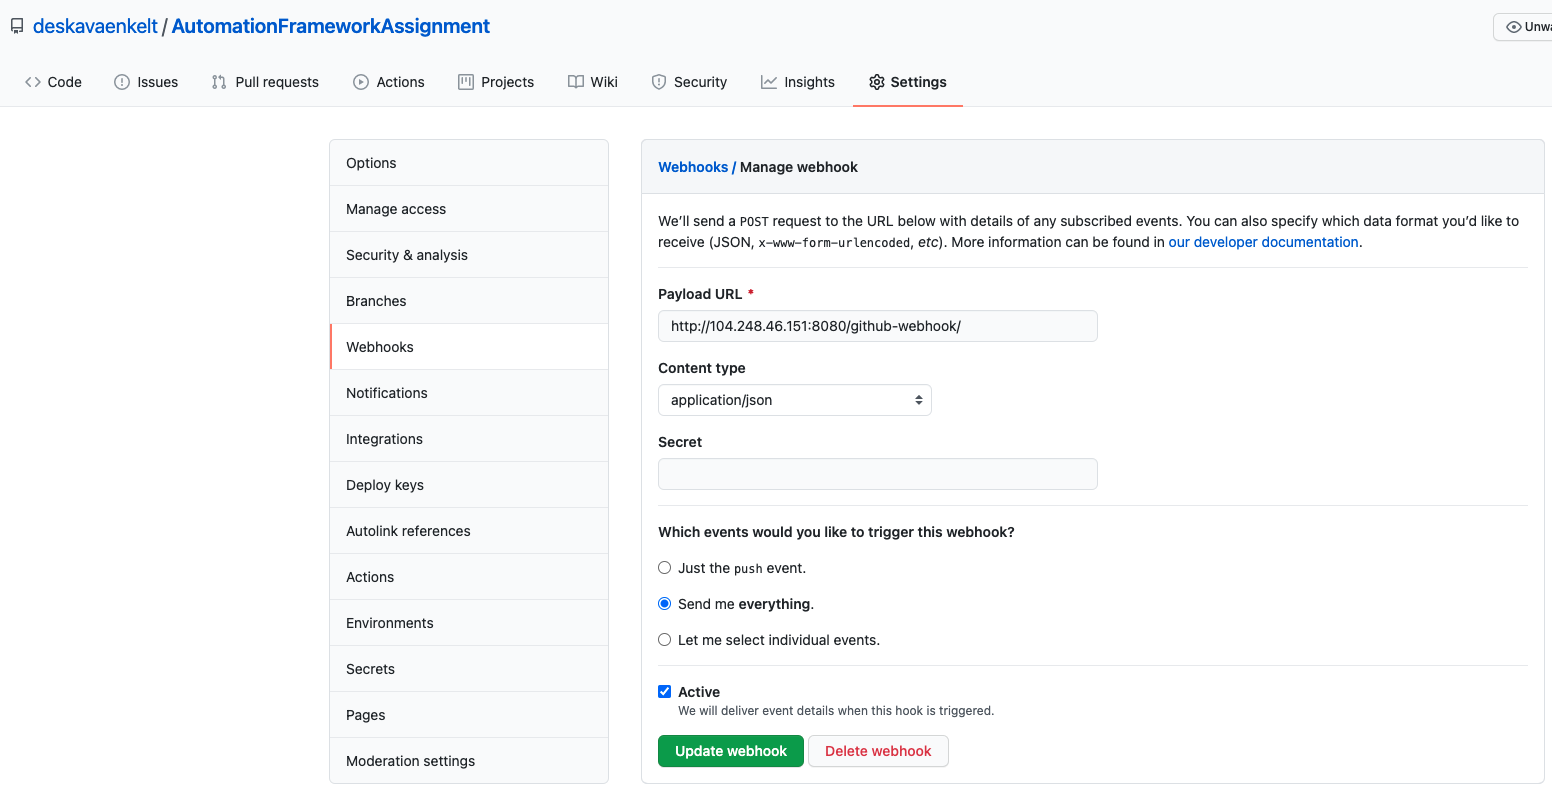 deskavaenkelt / AutomationFrameworkAssignment
Code Issues Pull requests Actions Projects Wiki Security Insights Settings
Options
Manage access
Security & analysis
Branches
Webhooks
Notifications
Integrations
Deploy keys
Autolink references
Actions
Environments
Secrets
Pages
Moderation settings
Webhooks / Manage webhook
We’ll send a POST request to the URL below with details of any subscribed events. You can also specify which data format you’d like to
receive (JSON, x-www-form-urlencoded, etc). More information can be found in our developer documentation.
Payload URL *
http://104.248.46.151:8080/github-webhook/
Content type
application/json
Secret
Which events would you like to trigger this webhook?
Just the push event.
Send me everything.
Let me select individual events.
Active
We will deliver event details when this hook is triggered.
Update webhook Delete webhook